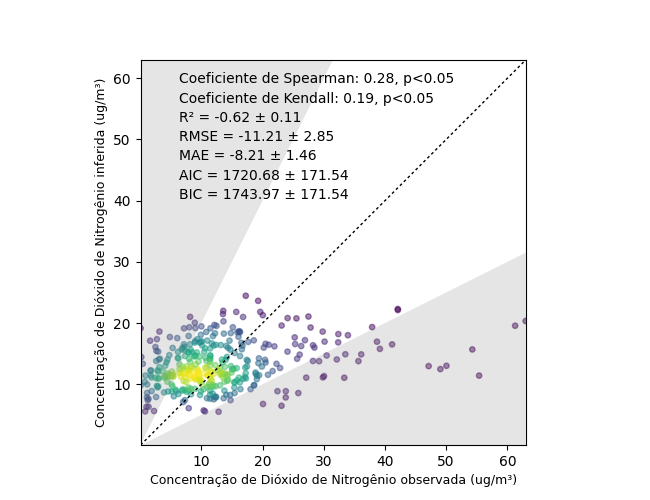 Coeficiente de Spearman: 0.28, p<0.05
Coeficiente de Kendall: 0.19, p<0.05
R² = -0.62 ± 0.11
RMSE = -11.21 ± 2.85
MAE = -8.21 ± 1.46
AIC = 1720.68 ± 171.54
BIC = 1743.97 ± 171.54
Concentração de Dióxido de Nitrogênio inferida (ug/m³)
60
50
40
30
20
10
10 20 30 40 50 60
Concentração de Dióxido de Nitrogênio observada (ug/m³)